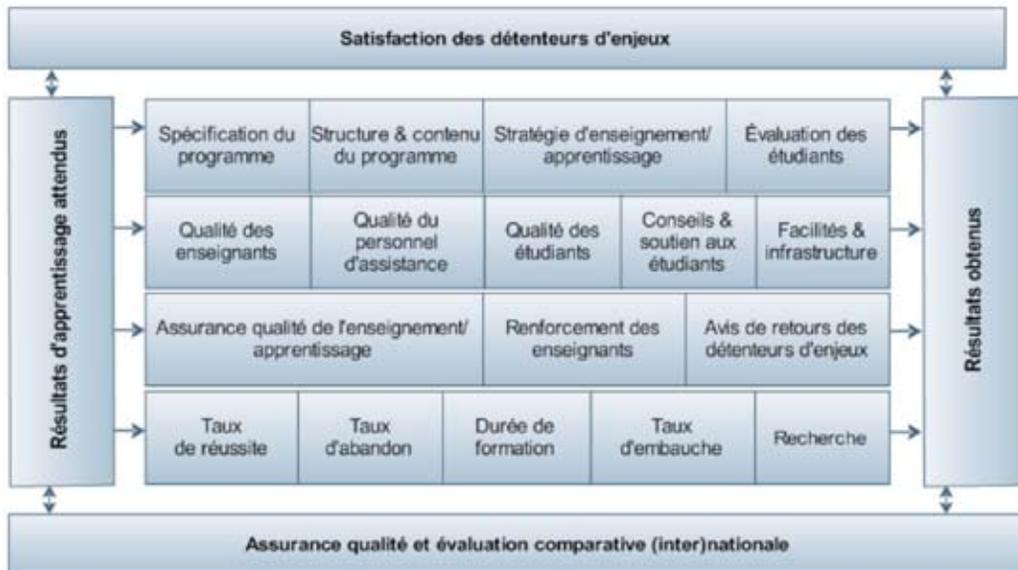 Satisfaction des détenteurs d'enjeux
Résultats d'apprentissage attendus
Spécification du
programme
Structure & contenu
du programme
Stratégie d'enseignement/
apprentissage
Évaluation des
étudiants
Qualité des
enseignants
Qualité du
personnel
d'assistance
Qualité des
étudiants
Conseils &
soutien aux
étudiants
Facilités &
infrastructure
Assurance qualité de l'enseignement/
apprentissage
Renforcement des
enseignants
Avis de retours des
détenteurs d'enjeux
Taux
de réussite
Taux
d'abandon
Durée de
formation
Taux
d'embauche
Recherche
Résultats obtenus
Assurance qualité et évaluation comparative (inter)nationale